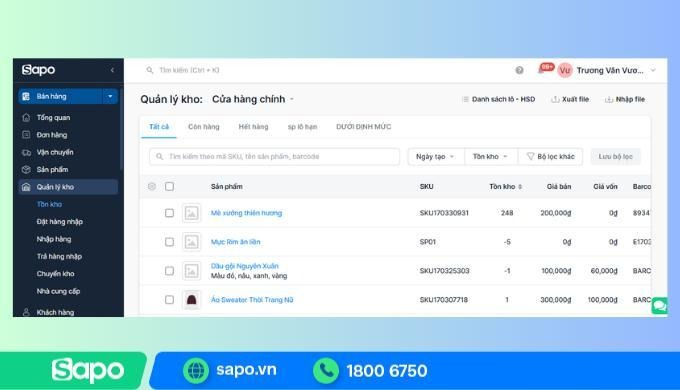 Sapo
Tìm kiếm (Ctrl + K)
99+
Vư
Trương Văn Vươ...
Bán hàng
Tổng quan
Đơn hàng
Vận chuyển
Sản phẩm
Quản lý kho
Tồn kho
Đặt hàng nhập
Nhập hàng
Trả hàng nhập
Chuyển kho
Nhà cung cấp
Khách hàng
Quản lý kho: Cửa hàng chính
Danh sách lô - HSD
Xuất file
Nhập file
Tất cả
Còn hàng
Hết hàng
sp lô hạn
DƯỚI ĐỊNH MỨC
Tìm kiếm theo mã SKU, tên sản phẩm, barcode
Ngày tạo
Tồn kho
Bộ lọc khác
Lưu bộ lọc
Sản phẩm SKU Tồn kho Giá bán Giá vốn Barco
Mè xưởng thiên hương SKU170330931 248 200,000₫ 0₫ 8934
Mực Rim ăn liền SP01 -5 0₫ 0₫ E1703
Dầu gội Nguyên Xuân SKU170325303 -1 100,000₫ 60,000₫ BARC
Màu đỏ, nâu, xanh, vàng
Áo Sweater Thời Trang Nữ SKU170307718 1 300,000₫ 100,000₫ BARC
Sapo
sapo.vn
1800 6750